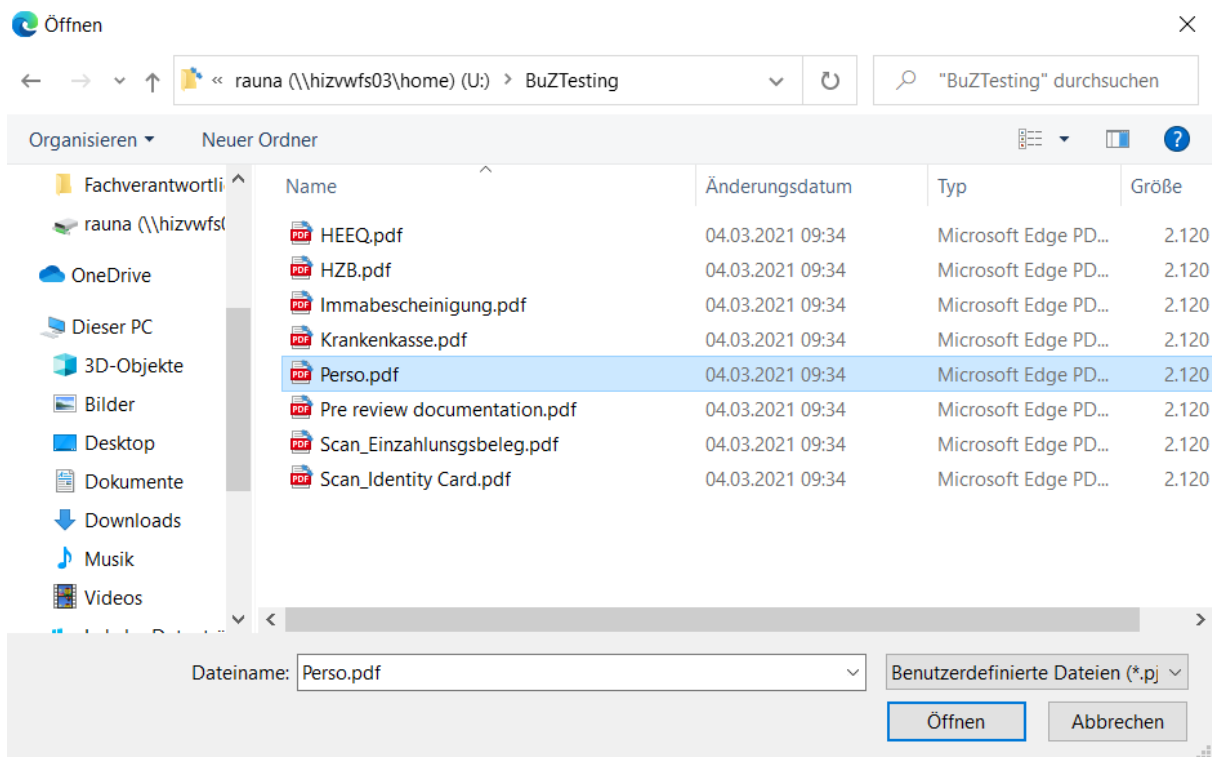 Öffnen
« rauna (\\hizvwfs03\home) (U:) > BuZTesting
"BuZTesting" durchsuchen
Organisieren
Neuer Ordner
Fachverantwortli
rauna (\\hizvwfs(
OneDrive
Dieser PC
3D-Objekte
Bilder
Desktop
Dokumente
Downloads
Musik
Videos
Name Änderungsdatum Typ Größe
HEEQ.pdf 04.03.2021 09:34 Microsoft Edge PD... 2.120
HZB.pdf 04.03.2021 09:34 Microsoft Edge PD... 2.120
Immabescheinigung.pdf 04.03.2021 09:34 Microsoft Edge PD... 2.120
Krankenkasse.pdf 04.03.2021 09:34 Microsoft Edge PD... 2.120
Perso.pdf 04.03.2021 09:34 Microsoft Edge PD... 2.120
Pre review documentation.pdf 04.03.2021 09:34 Microsoft Edge PD... 2.120
Scan_Einzahlunsgsbeleg.pdf 04.03.2021 09:34 Microsoft Edge PD... 2.120
Scan_Identity Card.pdf 04.03.2021 09:34 Microsoft Edge PD... 2.120
Dateiname: Perso.pdf
Benutzerdefinierte Dateien (*.pj
Öffnen
Abbrechen